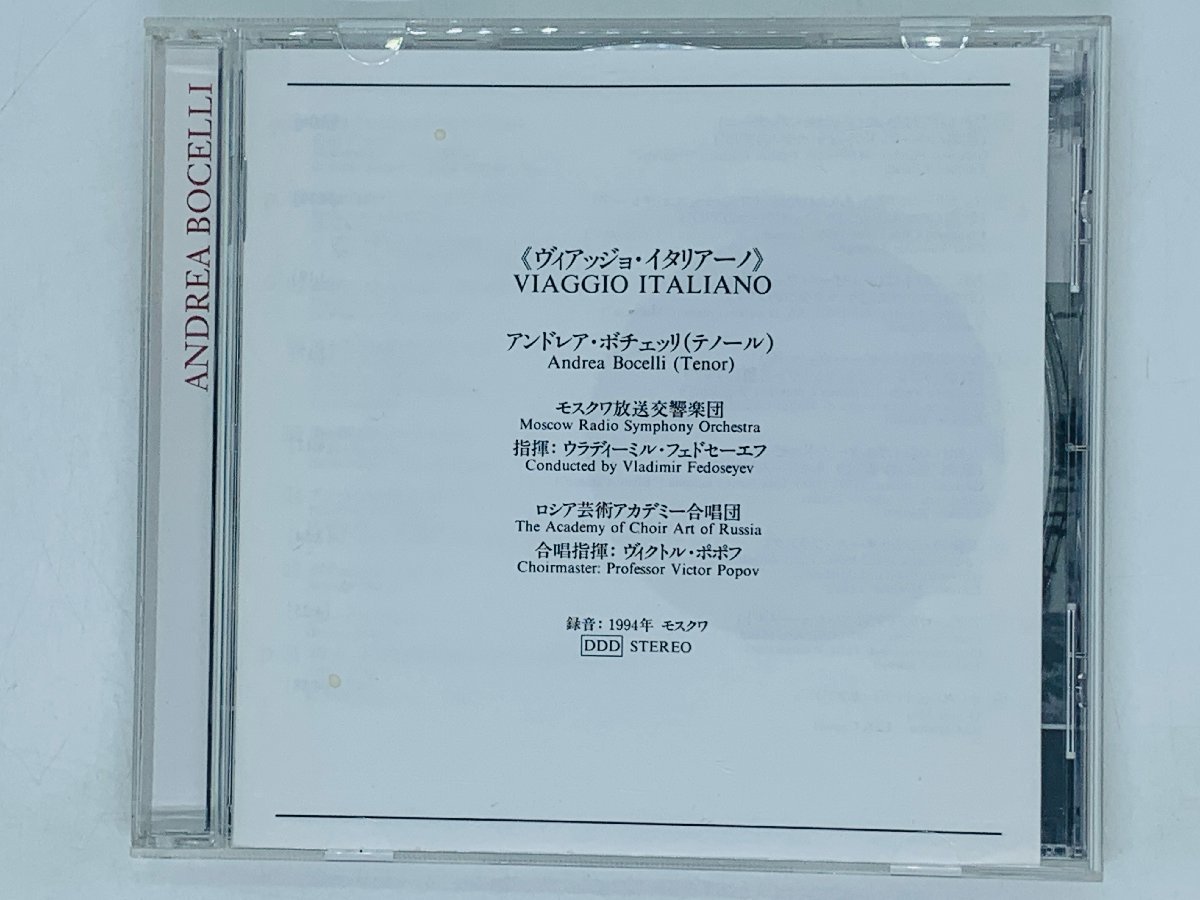 ANDREA BOCELLI
《ヴィアッジョ・イタリアーノ》
VIAGGIO ITALIANO
アンドレア・ボチェッリ(テノール)
Andrea Bocelli (Tenor)
モスクワ放送交響楽団
Moscow Radio Symphony Orchestra
指揮: ウラディーミル・フェドセーエフ
Conducted by Vladimir Fedoseyev
ロシア芸術アカデミー合唱団
The Academy of Choir Art of Russia
合唱指揮: ヴィクトル・ポポフ
Choirmaster: Professor Victor Popov
録音: 1994年 モスクワ
DDD STEREO